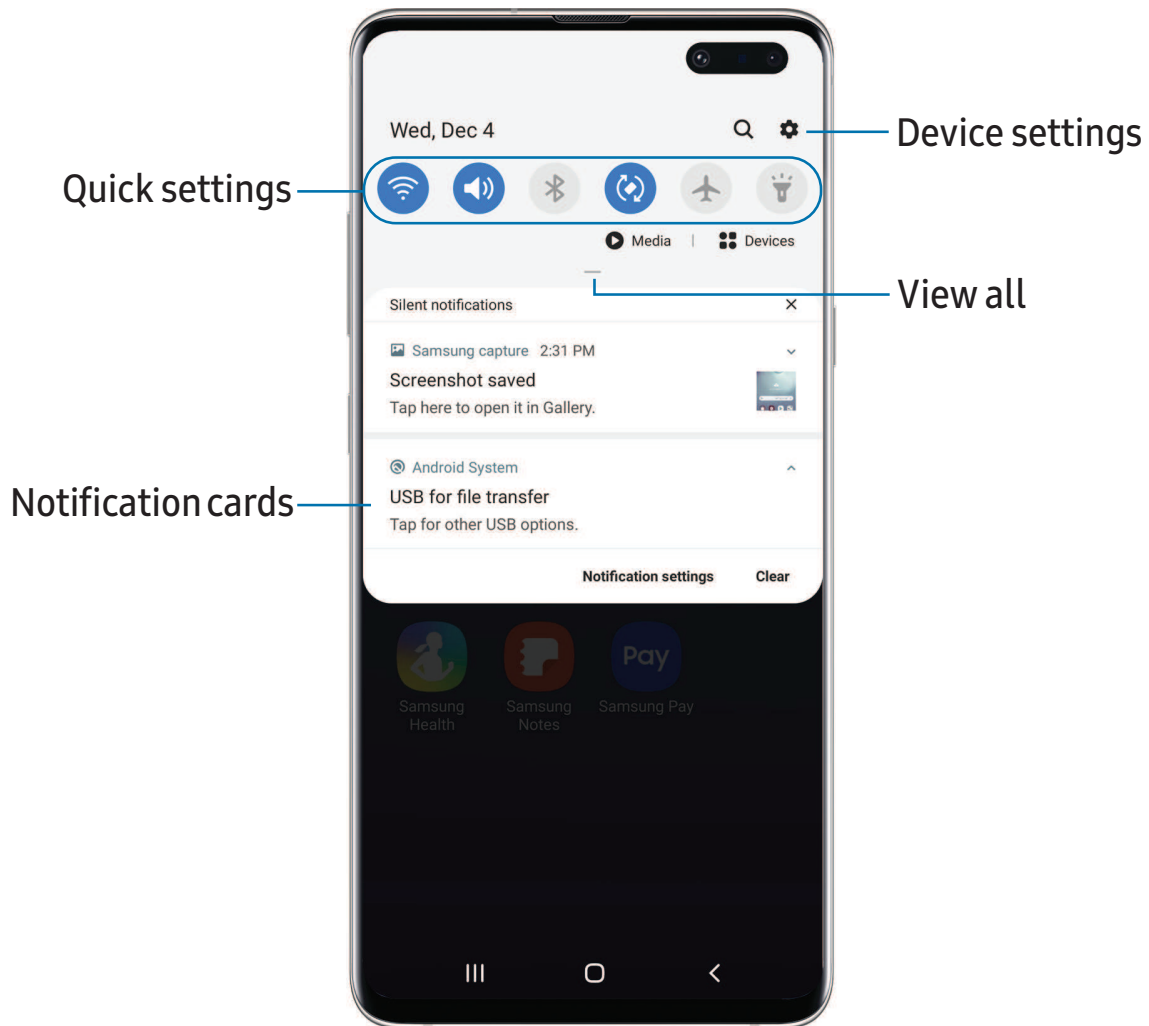 Wed, Dec 4
Device settings
Quick settings
Media | Devices
View all
Silent notifications
Samsung capture 2:31 PM
Screenshot saved
Tap here to open it in Gallery.
Android System
Notification cards
USB for file transfer
Tap for other USB options.
Notification settings Clear
Pay
Samsung Health
Samsung Notes
Samsung Pay